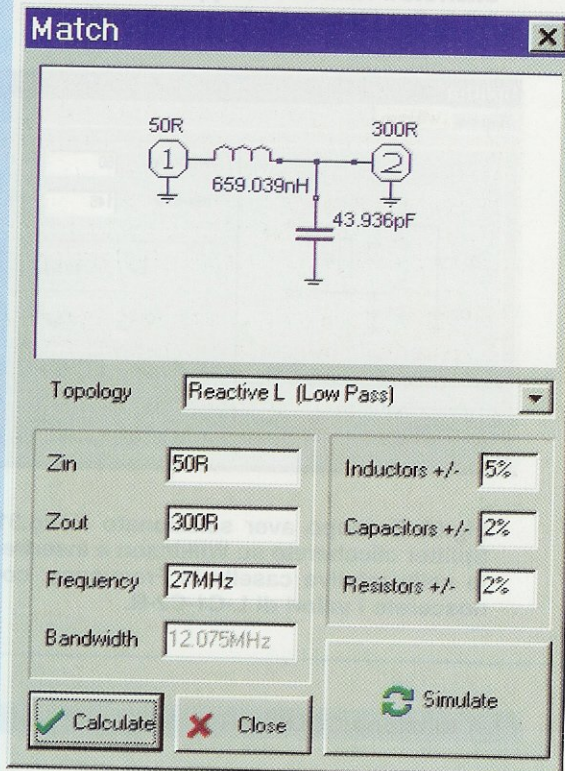 Match
50R
300R
1
2
659.039nH
43.936pF
Topology
Reactive L (Low Pass)
Zin
50R
Zout
300R
Frequency
27MHz
Bandwidth
12.075MHz
Inductors +/-
5%
Capacitors +/-
2%
Resistors +/-
2%
Calculate
Close
Simulate